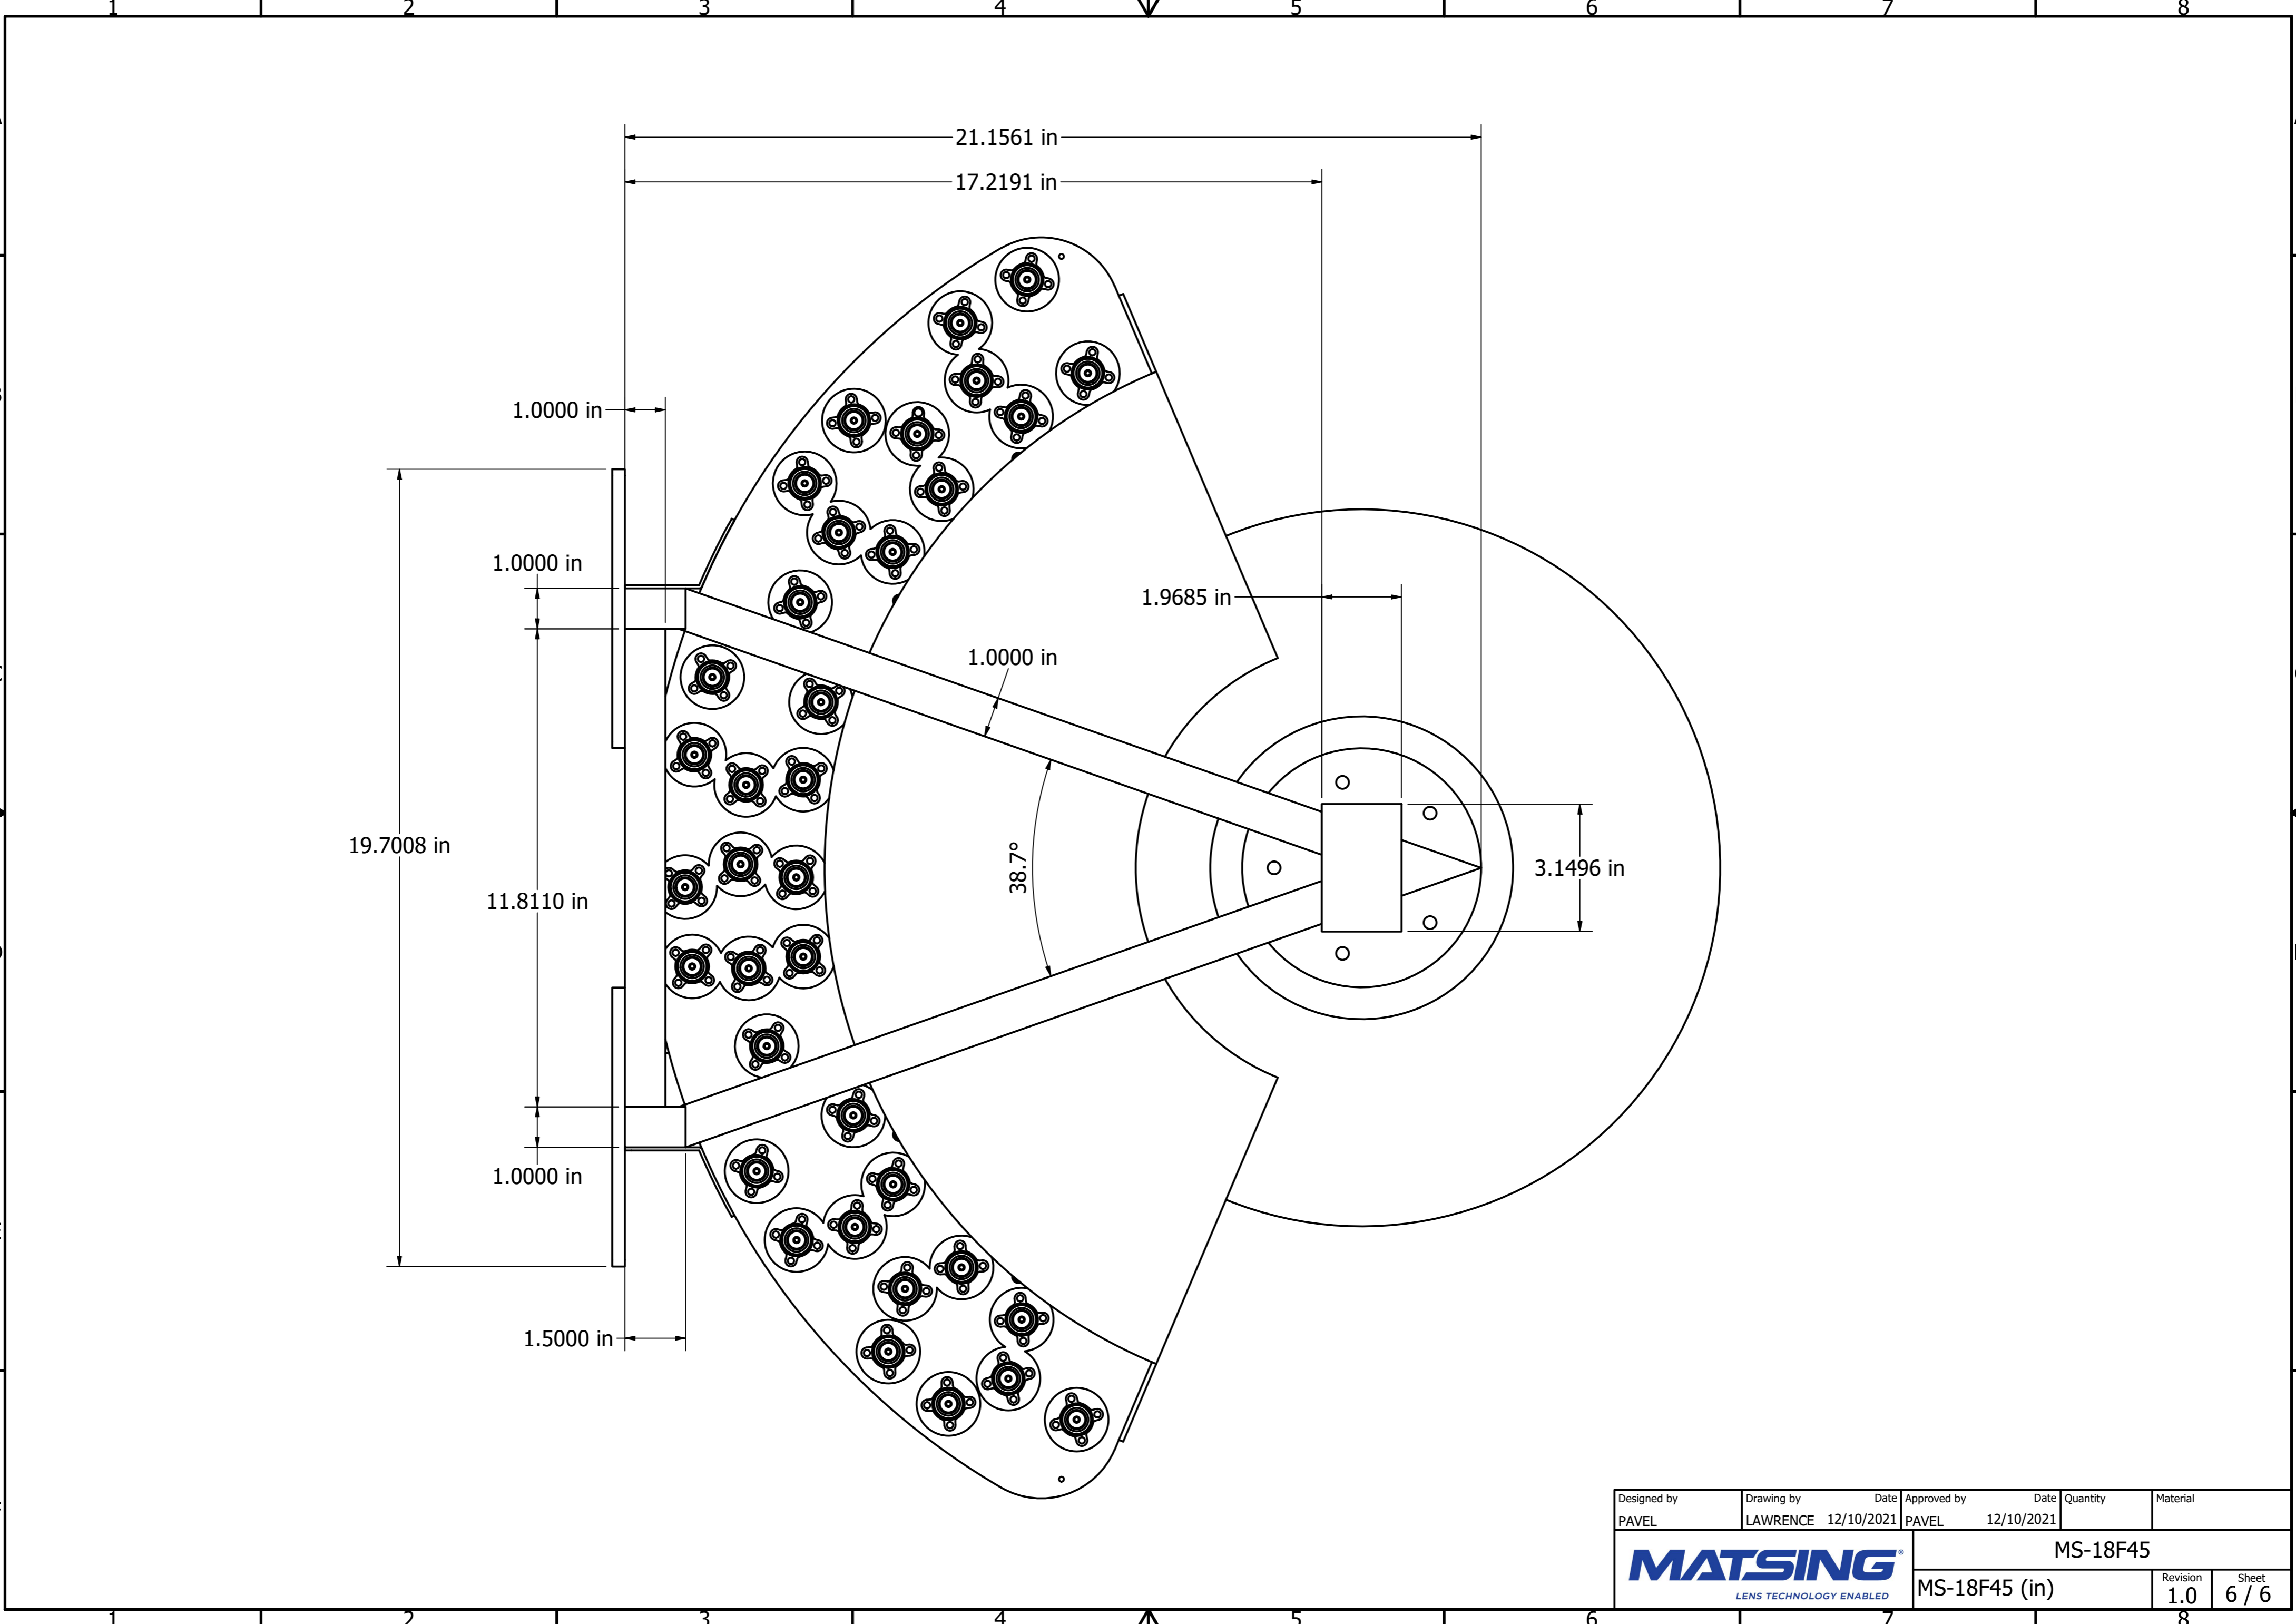 1 2 3 4 5 6 7 8
21.1561 in
17.2191 in
1.0000 in
1.0000 in
1.9685 in
1.0000 in
19.7008 in
38.7°
3.1496 in
11.8110 in
1.0000 in
1.5000 in
Designed by Drawing by Date Approved by Date Quantity Material
PAVEL LAWRENCE 12/10/2021 PAVEL 12/10/2021
MATSING®
LENS TECHNOLOGY ENABLED
MS-18F45
MS-18F45 (in)
Revision Sheet
1.0 6 / 6
1 2 3 4 5 6 7 8